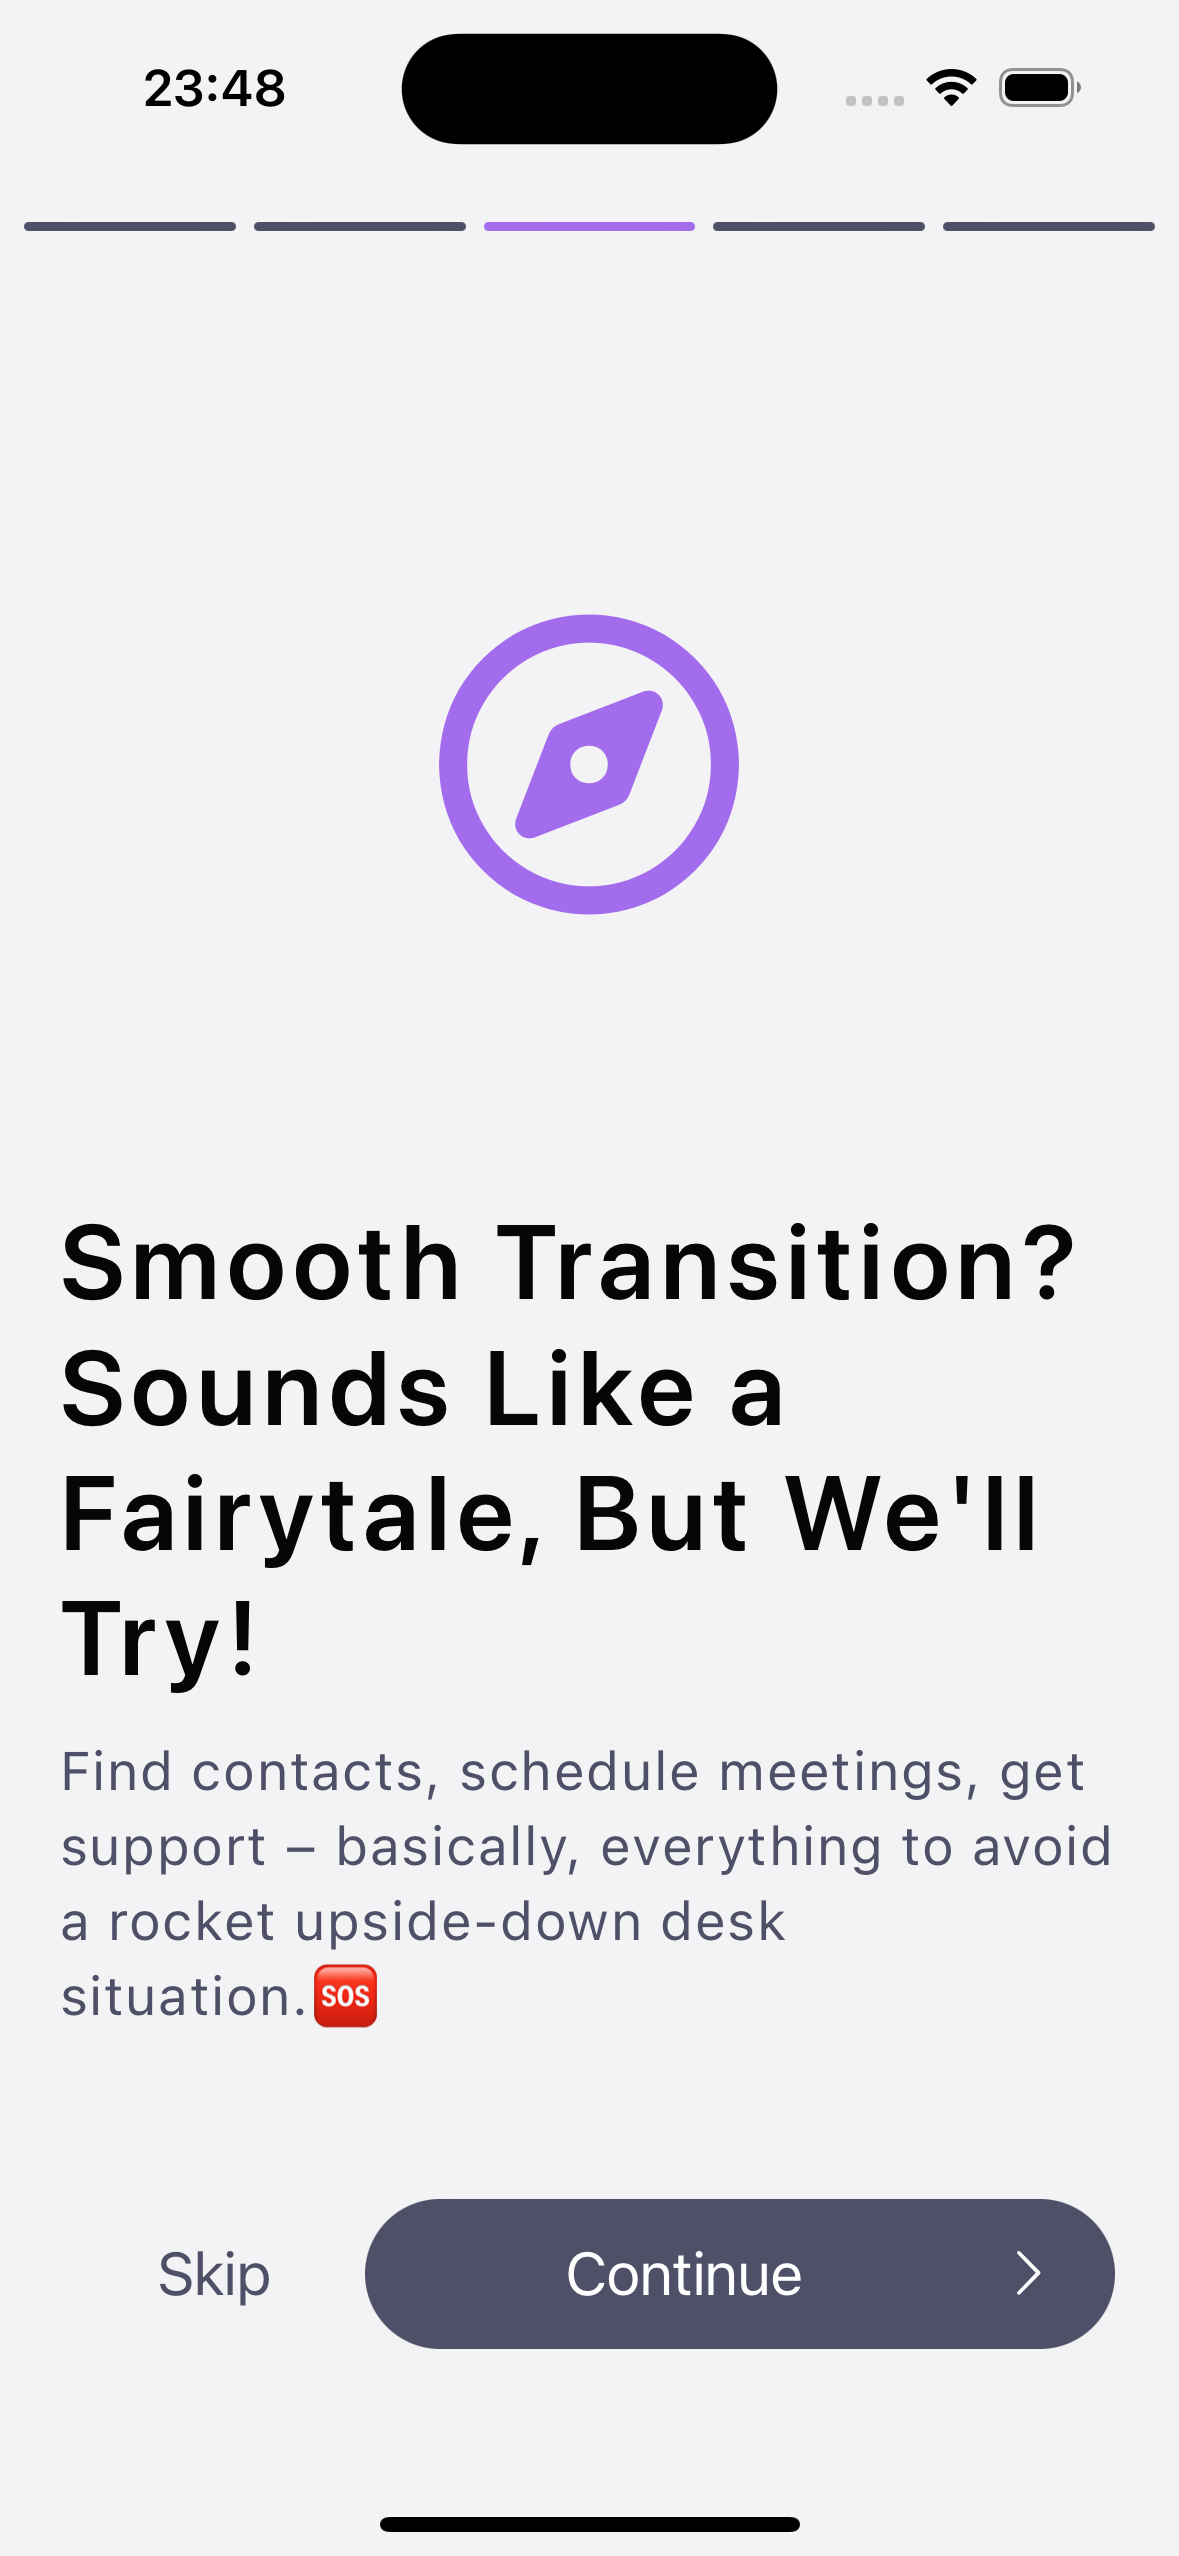 23:48
Smooth Transition?
Sounds Like a
Fairytale, But We'll
Try!
Find contacts, schedule meetings, get
support – basically, everything to avoid
a rocket upside-down desk
situation.🆘
Skip
Continue